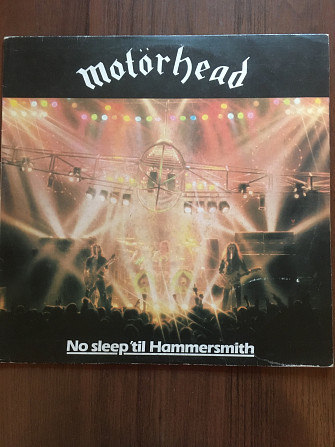 motörhead
No sleep 'til Hammersmith